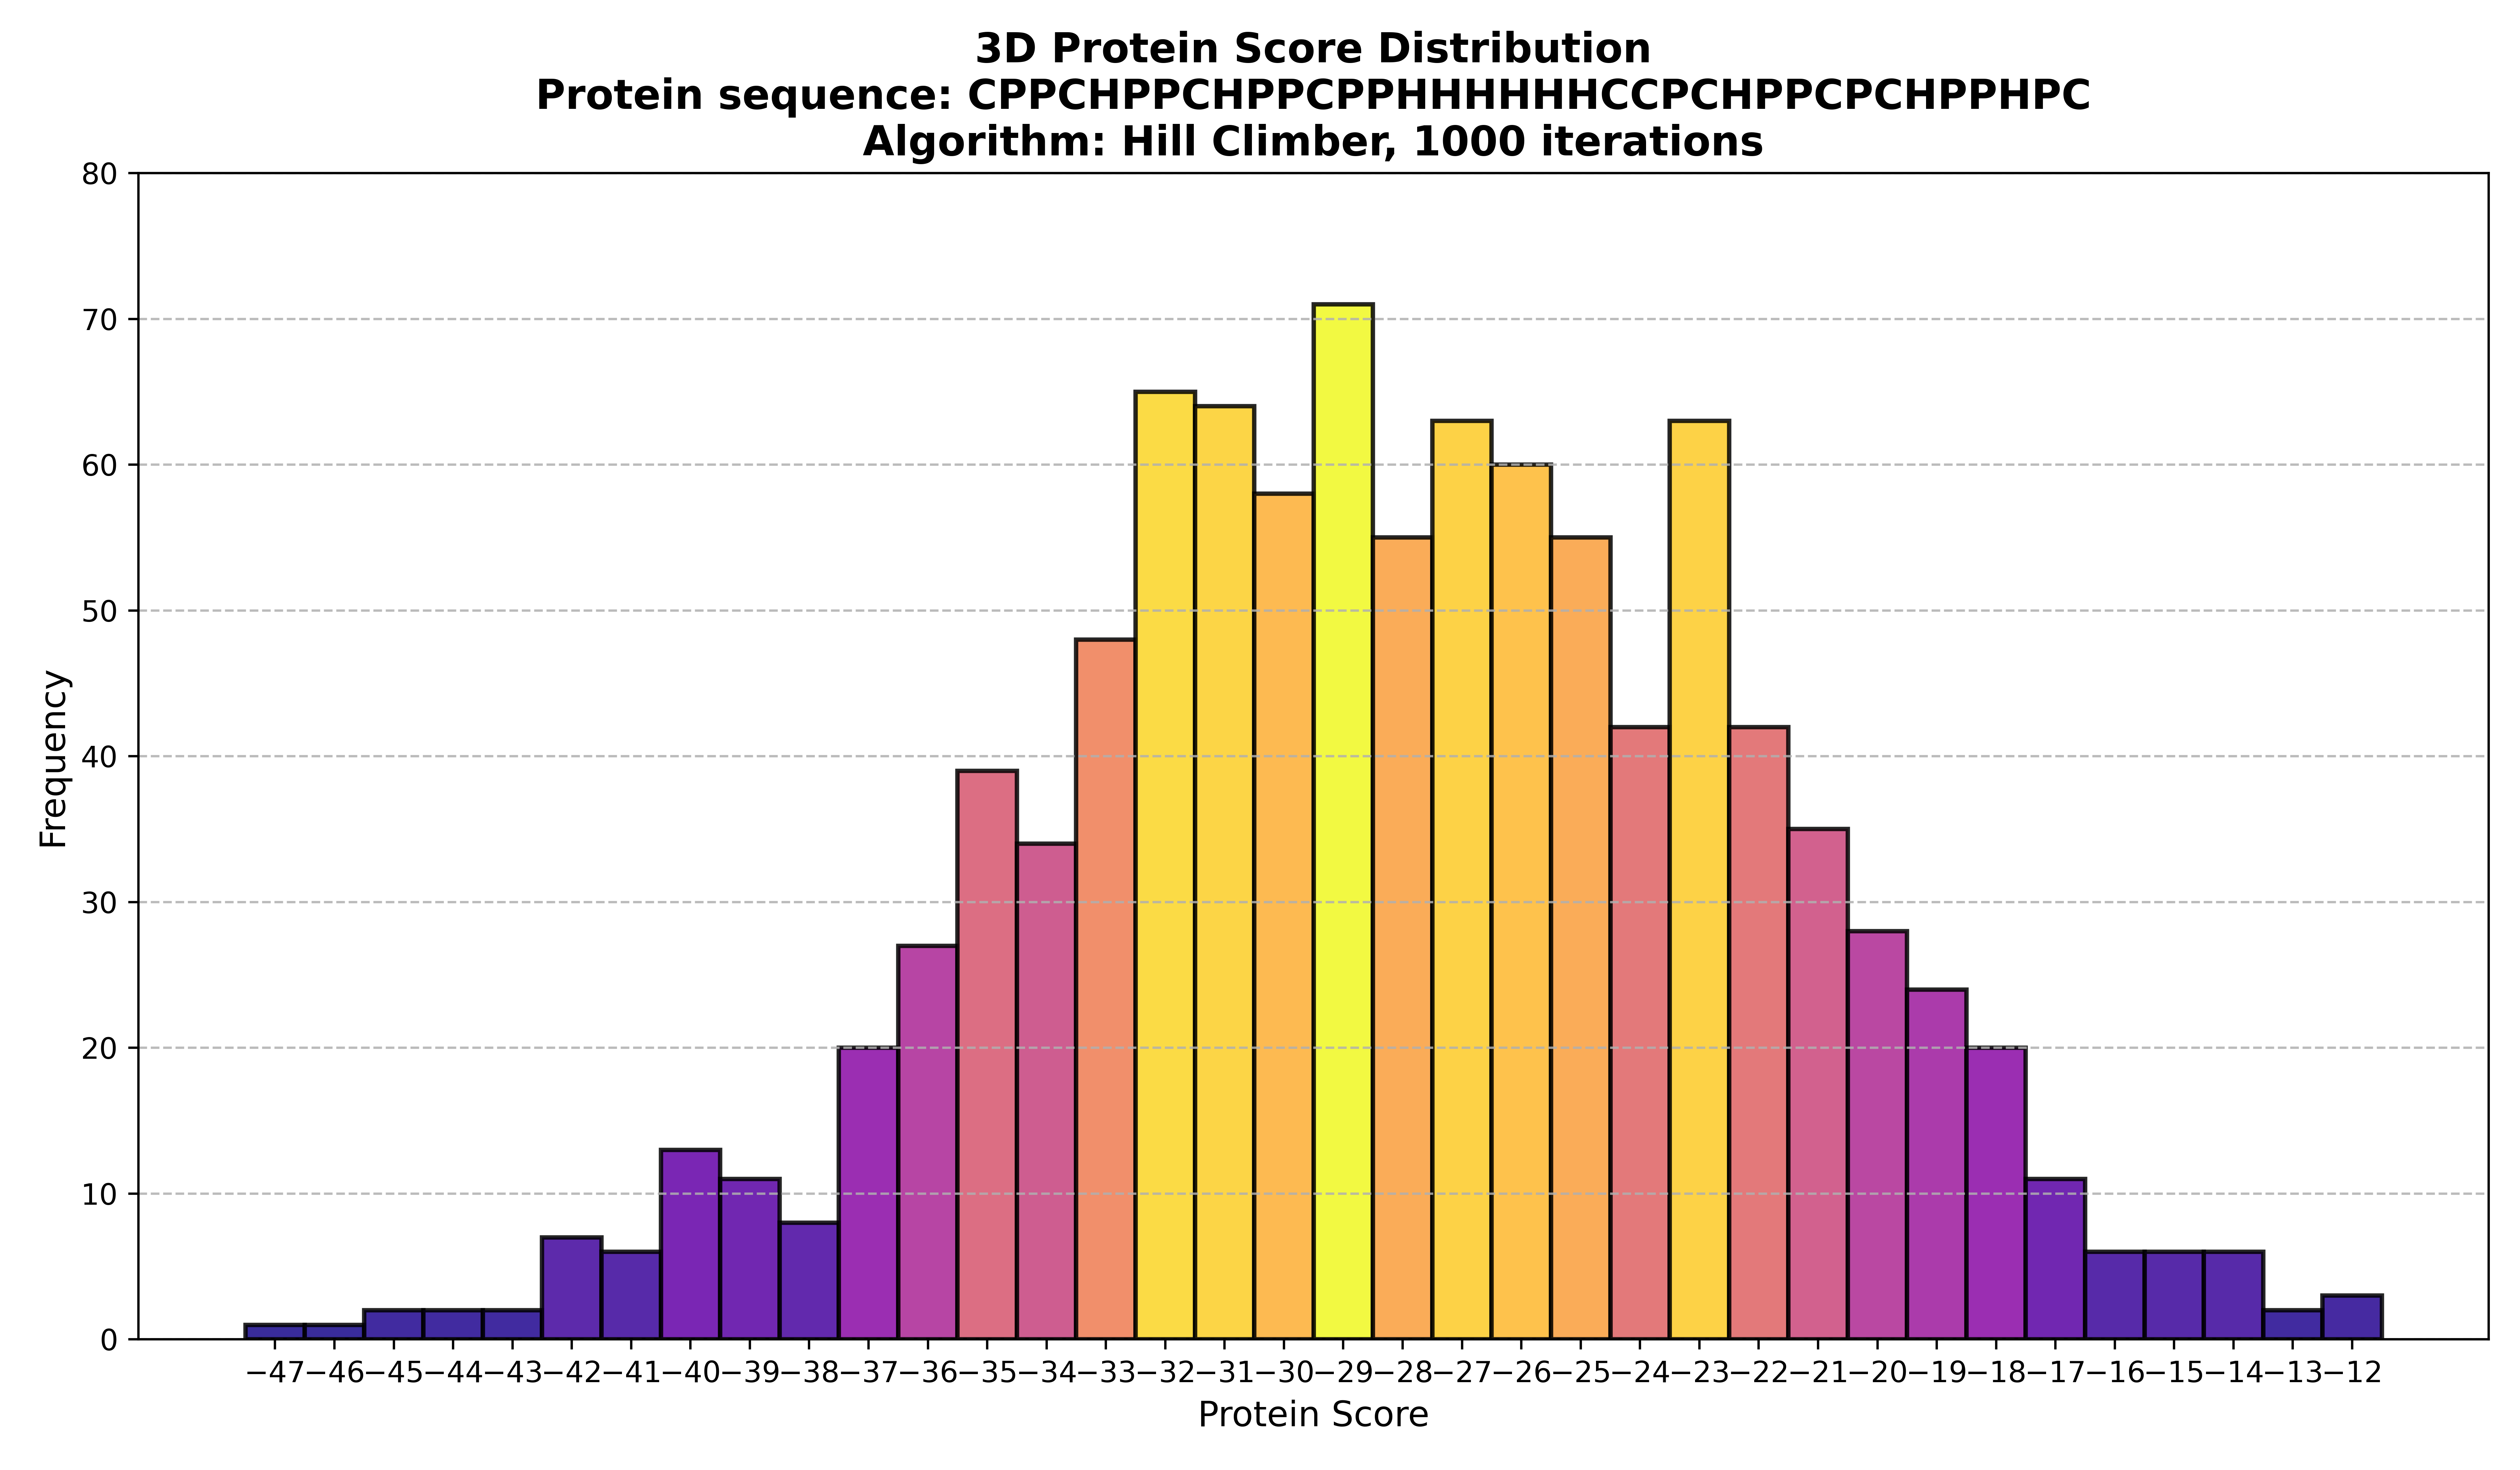 3D Protein Score Distribution
Protein sequence: CPPCHPPCHPPCPPHHHHHHCCPCHPPCPCHPPHPC
Algorithm: Hill Climber, 1000 iterations
80
70
60
50
40
30
20
10
0
Frequency
−47 −46 −45 −44 −43 −42 −41 −40 −39 −38 −37 −36 −35 −34 −33 −32 −31 −30 −29 −28 −27 −26 −25 −24 −23 −22 −21 −20 −19 −18 −17 −16 −15 −14 −13 −12
Protein Score